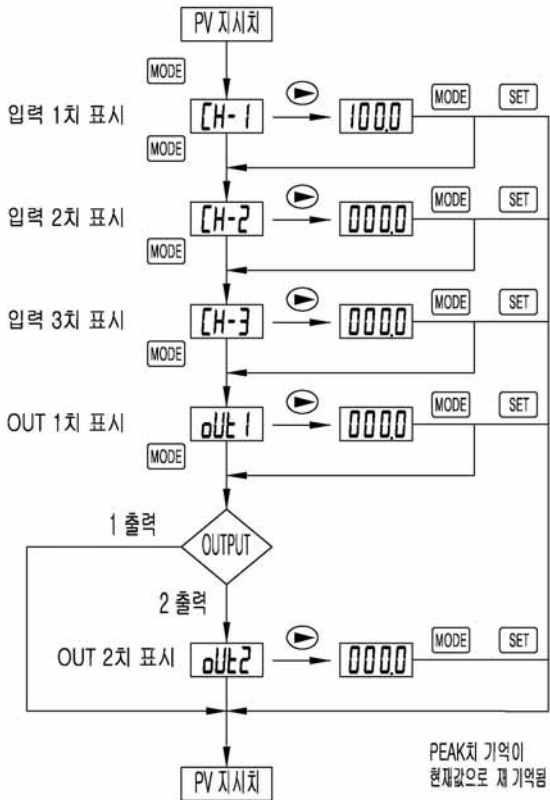 PV 지시치
MODE
입력 1치 표시 CH-1 100.0 MODE SET
MODE
입력 2치 표시 CH-2 000.0 MODE SET
MODE
입력 3치 표시 CH-3 000.0 MODE SET
MODE
OUT 1치 표시 oUt1 000.0 MODE SET
MODE
1 출력
OUTPUT
2 출력
OUT 2치 표시 oUt2 000.0 MODE SET
PEAK치 기억이
현재값으로 재 기억됨
PV 지시치